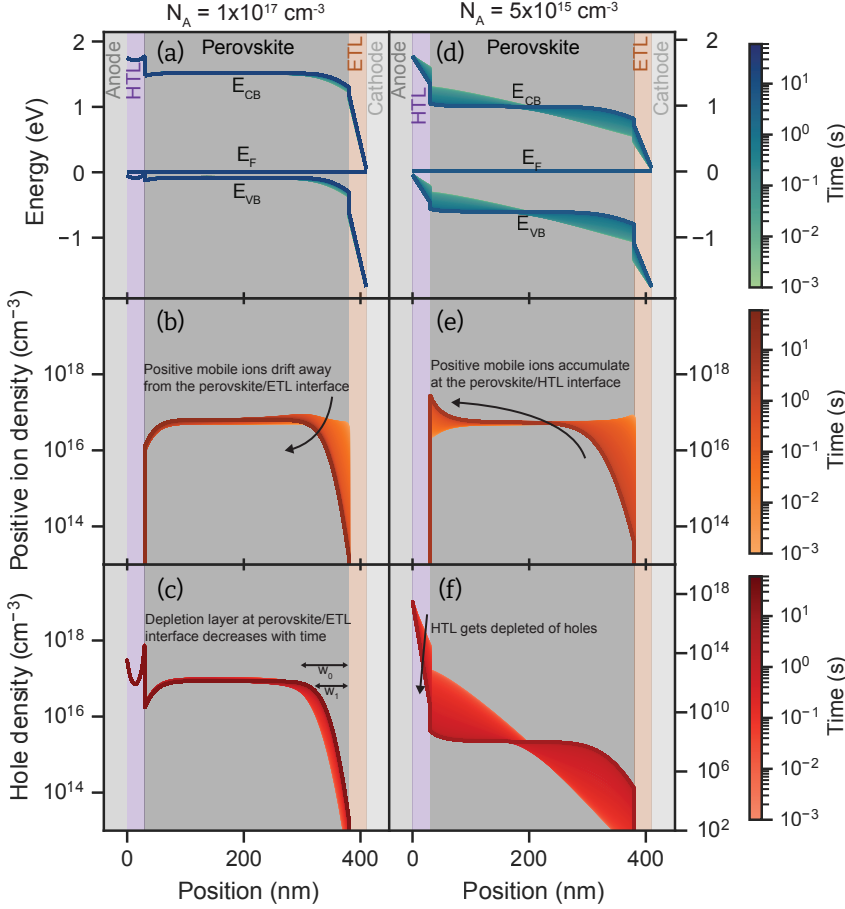 N_A = 1x10^17 cm^-3
N_A = 5x10^15 cm^-3
(a)
Perovskite
Anode
HTL
ETL
Cathode
E_CB
E_F
E_VB
Energy (eV)
2
1
0
−1
(d)
Perovskite
Anode
HTL
ETL
Cathode
E_CB
E_F
E_VB
2
1
0
−1
10^1
10^0
10^-1
10^-2
10^-3
Time (s)
(b)
Positive mobile ions drift away
from the perovskite/ETL interface
Positive ion density (cm^-3)
10^18
10^16
10^14
(e)
Positive mobile ions accumulate
at the perovskite/HTL interface
10^18
10^16
10^14
10^1
10^0
10^-1
10^-2
10^-3
Time (s)
(c)
Depletion layer at perovskite/ETL
interface decreases with time
w_0
w_1
Hole density (cm^-3)
10^18
10^16
10^14
0
200
400
Position (nm)
(f)
HTL gets depleted of holes
10^18
10^14
10^10
10^6
10^2
0
200
400
Position (nm)
10^1
10^0
10^-1
10^-2
10^-3
Time (s)